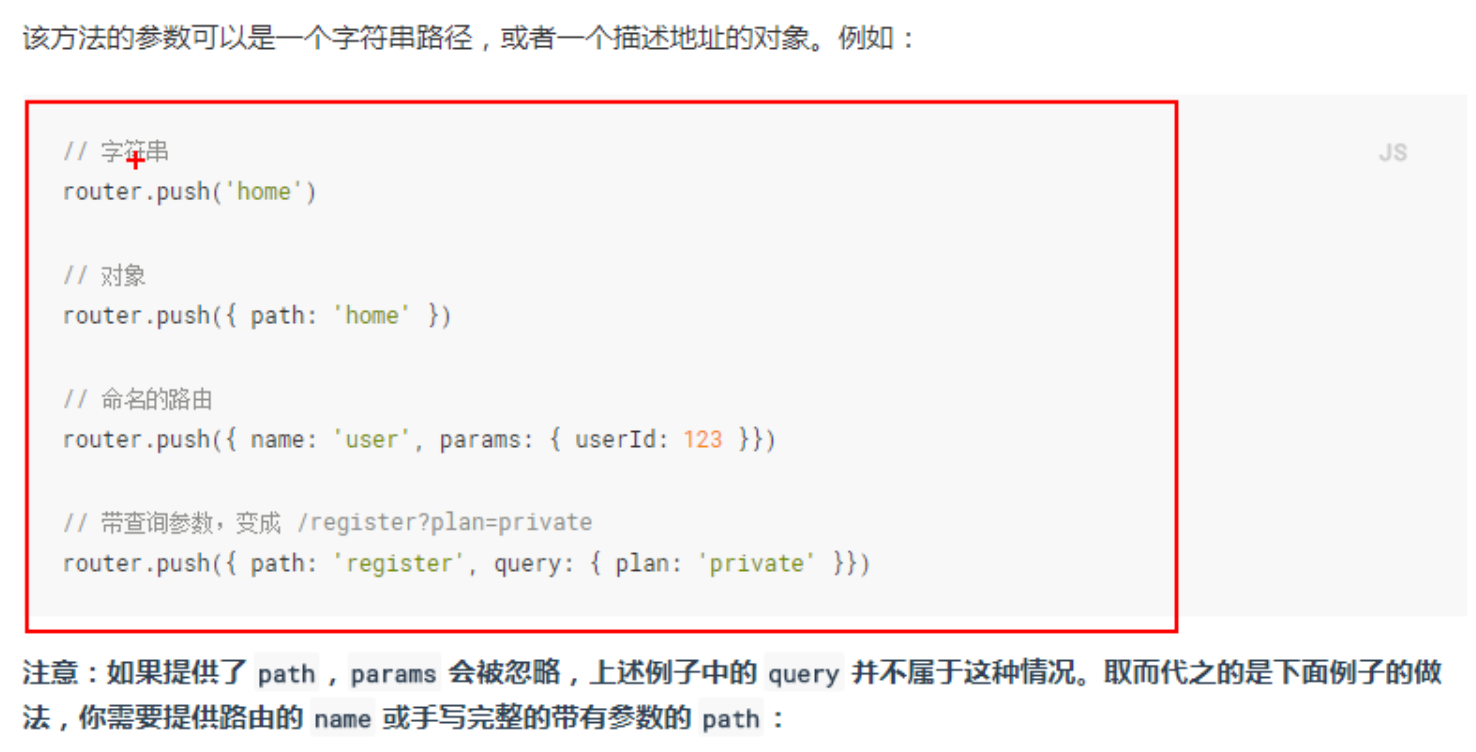 该方法的参数可以是一个字符串路径，或者一个描述地址的对象。例如：
// 字符串
JS
router.push('home')
// 对象
router.push({ path: 'home' })
// 命名的路由
router.push({ name: 'user', params: { userId: 123 }})
// 带查询参数，变成 /register?plan=private
router.push({ path: 'register', query: { plan: 'private' }})
注意：如果提供了 path，params 会被忽略，上述例子中的 query 并不属于这种情况。取而代之的是下面例子的做
法，你需要提供路由的 name 或手写完整的带有参数的 path：